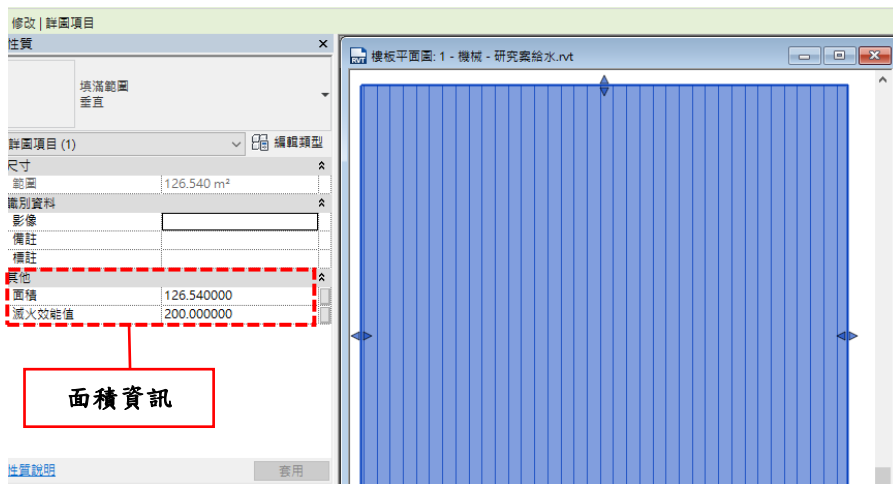 修改 | 詳圖項目
性質
填滿範圍
垂直
詳圖項目 (1)
編輯類型
尺寸
範圍 126.540 m²
識別資料
影像
備註
標註
其他
面積 126.540000
滅火效能值 200.000000
面積資訊
性質說明
套用
樓板平面圖: 1 - 機械 - 研究案給水.rvt